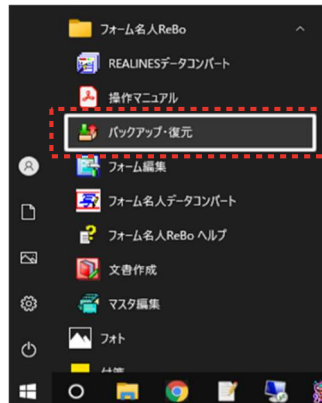 フォーム名人ReBo
REALINESデータコンバート
操作マニュアル
バックアップ・復元
フォーム編集
フォーム名人データコンバート
フォーム名人ReBo ヘルプ
文書作成
マスタ編集
フォト